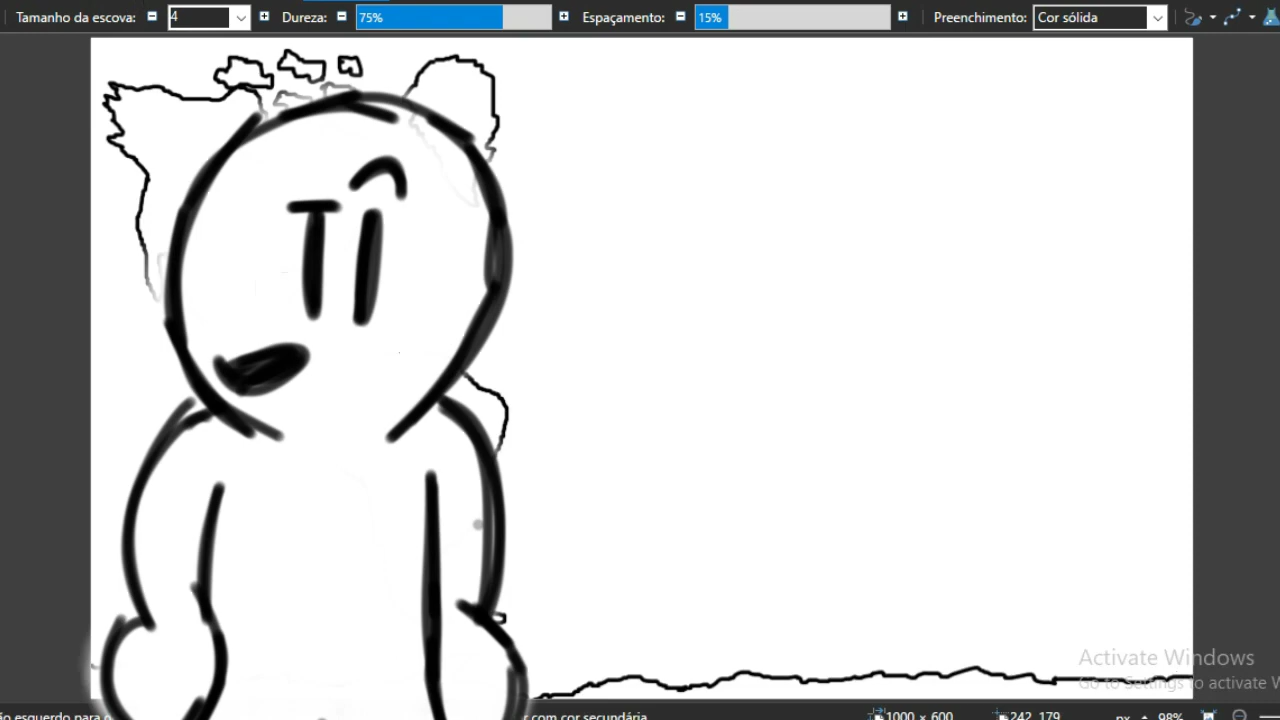 Tamanho da escova: 4 Dureza: 75% Espaçamento: 15% Preenchimento: Cor sólida
Activate Windows
Go to Settings to activate W
ão esquerdo para o com cor secundária 1000 × 600 242, 179 px 98%